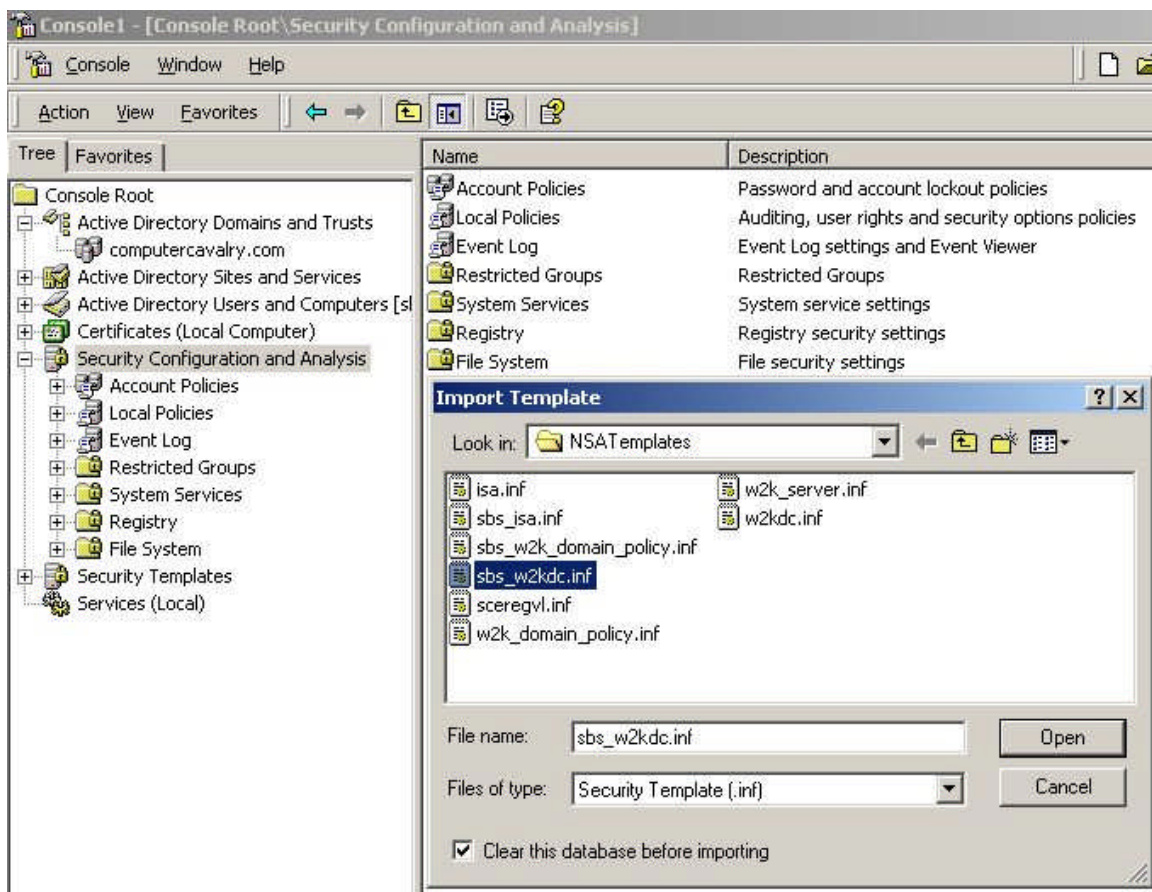 Console1 - [Console Root\Security Configuration and Analysis]
Console Window Help
Action View Favorites
Tree Favorites
Console Root
Active Directory Domains and Trusts
computercavalry.com
Active Directory Sites and Services
Active Directory Users and Computers [sl
Certificates (Local Computer)
Security Configuration and Analysis
Account Policies
Local Policies
Event Log
Restricted Groups
System Services
Registry
File System
Security Templates
Services (Local)
Name Description
Account Policies Password and account lockout policies
Local Policies Auditing, user rights and security options policies
Event Log Event Log settings and Event Viewer
Restricted Groups Restricted Groups
System Services System service settings
Registry Registry security settings
File System File security settings
Import Template
Look in: NSATemplates
isa.inf
sbs_isa.inf
sbs_w2k_domain_policy.inf
sbs_w2kdc.inf
sceregvl.inf
w2k_domain_policy.inf
w2k_server.inf
w2kdc.inf
File name: sbs_w2kdc.inf Open
Files of type: Security Template (.inf) Cancel
Clear this database before importing